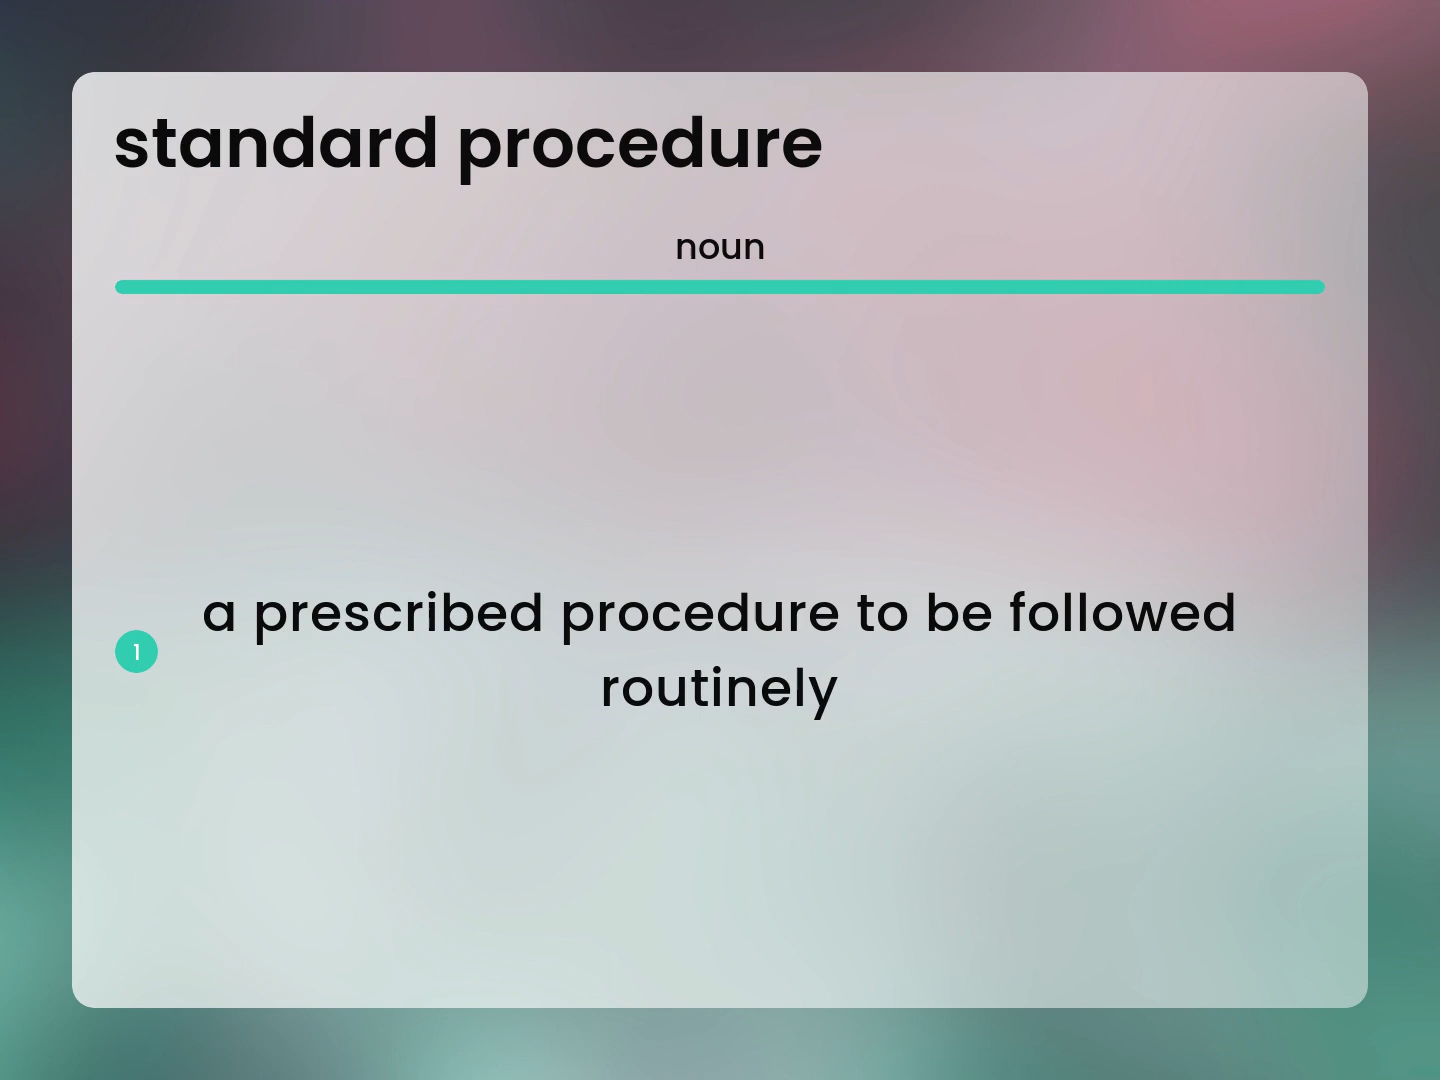 standard procedure
noun
1
a prescribed procedure to be followed
routinely